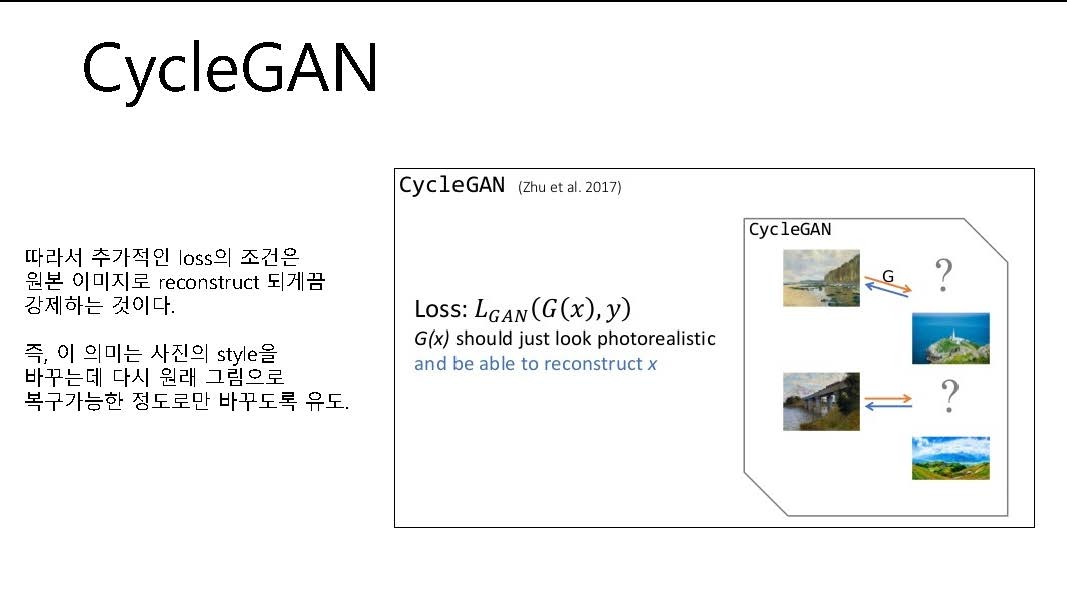 CycleGAN
따라서 추가적인 loss의 조건은
원본 이미지로 reconstruct 되게끔
강제하는 것이다.
즉, 이 의미는 사진의 style을
바꾸는데 다시 원래 그림으로
복구가능한 정도로만 바꾸도록 유도.
CycleGAN (Zhu et al. 2017)
Loss: L_{GAN}(G(x), y)
G(x) should just look photorealistic
and be able to reconstruct x
CycleGAN
G
?
?